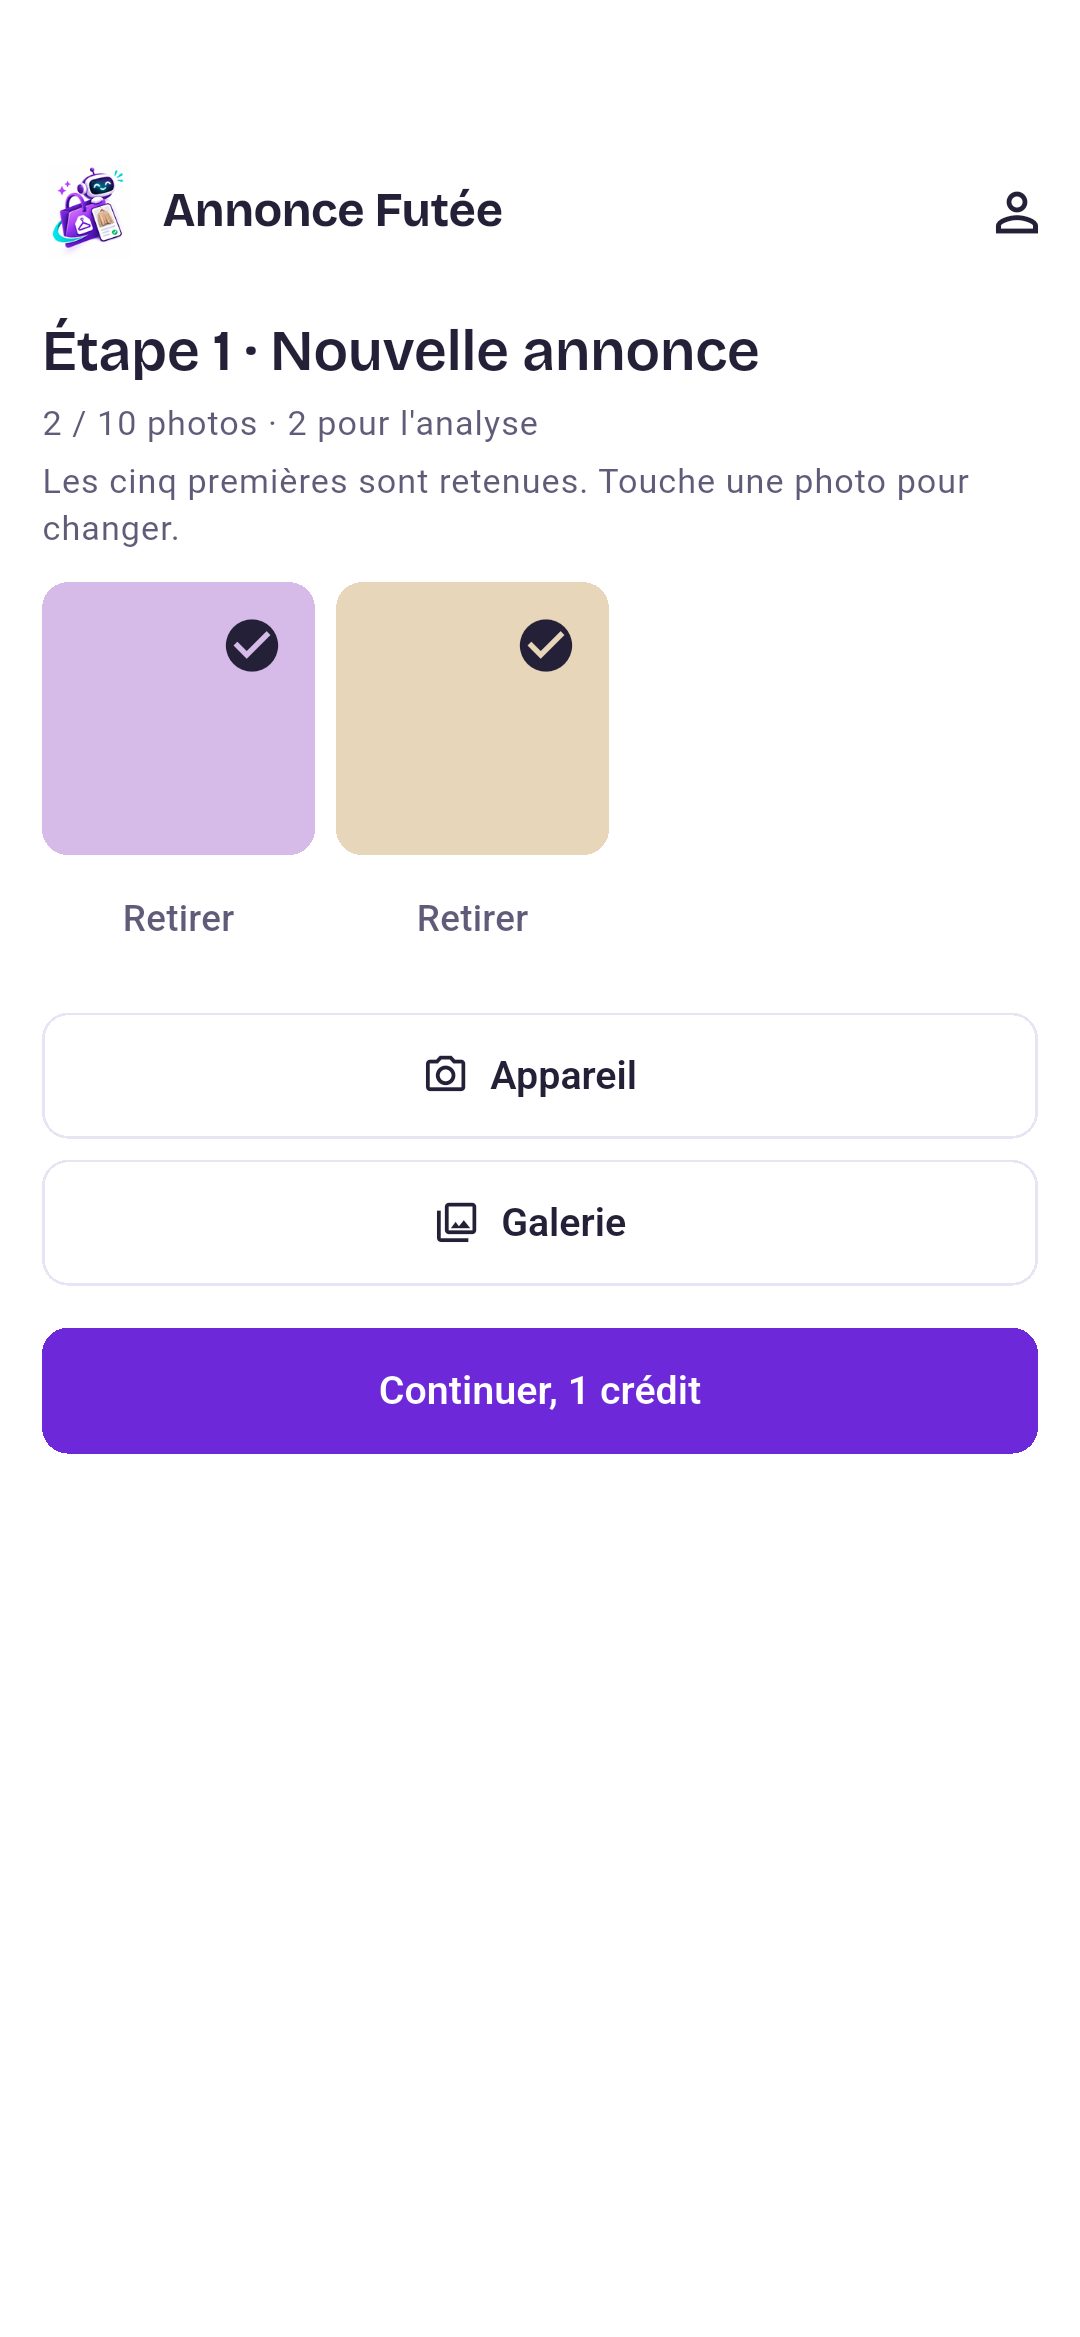 Annonce Futée
Étape 1 · Nouvelle annonce
2 / 10 photos · 2 pour l'analyse
Les cinq premières sont retenues. Touche une photo pour
changer.
Retirer
Retirer
Appareil
Galerie
Continuer, 1 crédit